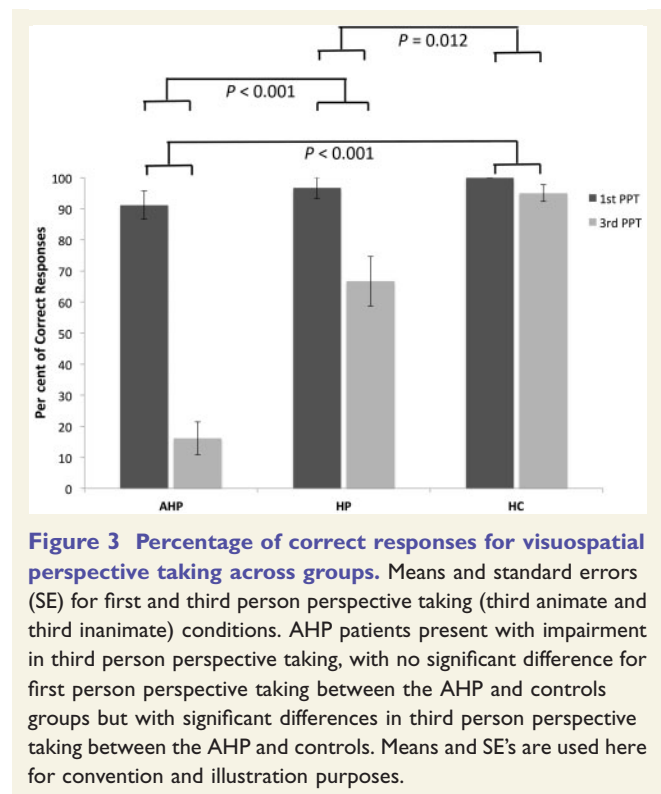 P = 0.012
P < 0.001
P < 0.001
100
90
80
70
60
50
40
30
20
10
0
Per cent of Correct Responses
1st PPT
3rd PPT
AHP HP HC
Figure 3 Percentage of correct responses for visuospatial
perspective taking across groups. Means and standard errors
(SE) for first and third person perspective taking (third animate and
third inanimate) conditions. AHP patients present with impairment
in third person perspective taking, with no significant difference for
first person perspective taking between the AHP and controls
groups but with significant differences in third person perspective
taking between the AHP and controls. Means and SE's are used here
for convention and illustration purposes.